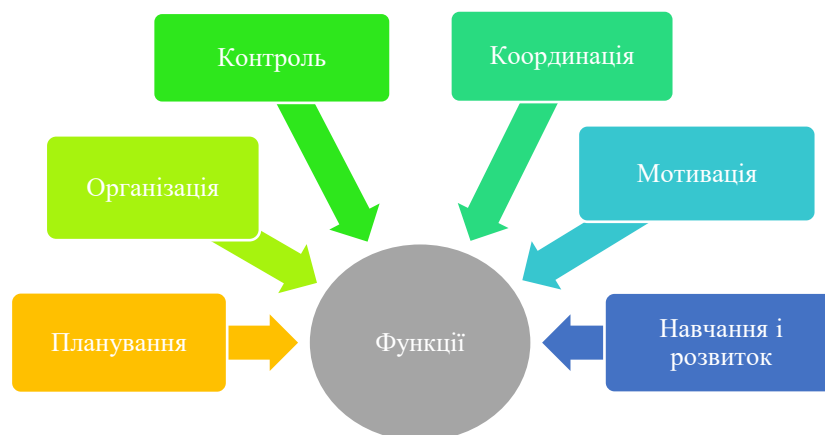 Контроль
Координація
Організація
Мотивація
Планування
Функції
Навчання і
розвиток